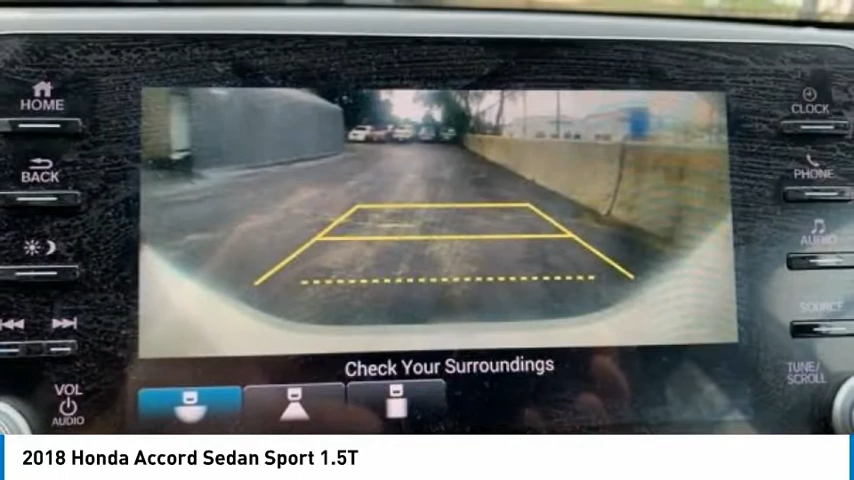 HOME
BACK
VOL
AUDIO
CLOCK
PHONE
AUDIO
SOURCE
TUNE/
SCROLL
Check Your Surroundings
2018 Honda Accord Sedan Sport 1.5T